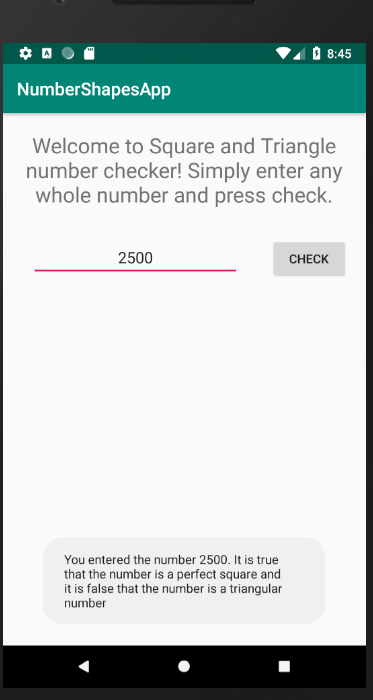 8:45
NumberShapesApp
Welcome to Square and Triangle
number checker! Simply enter any
whole number and press check.
2500
CHECK
You entered the number 2500. It is true
that the number is a perfect square and
it is false that the number is a triangular
number